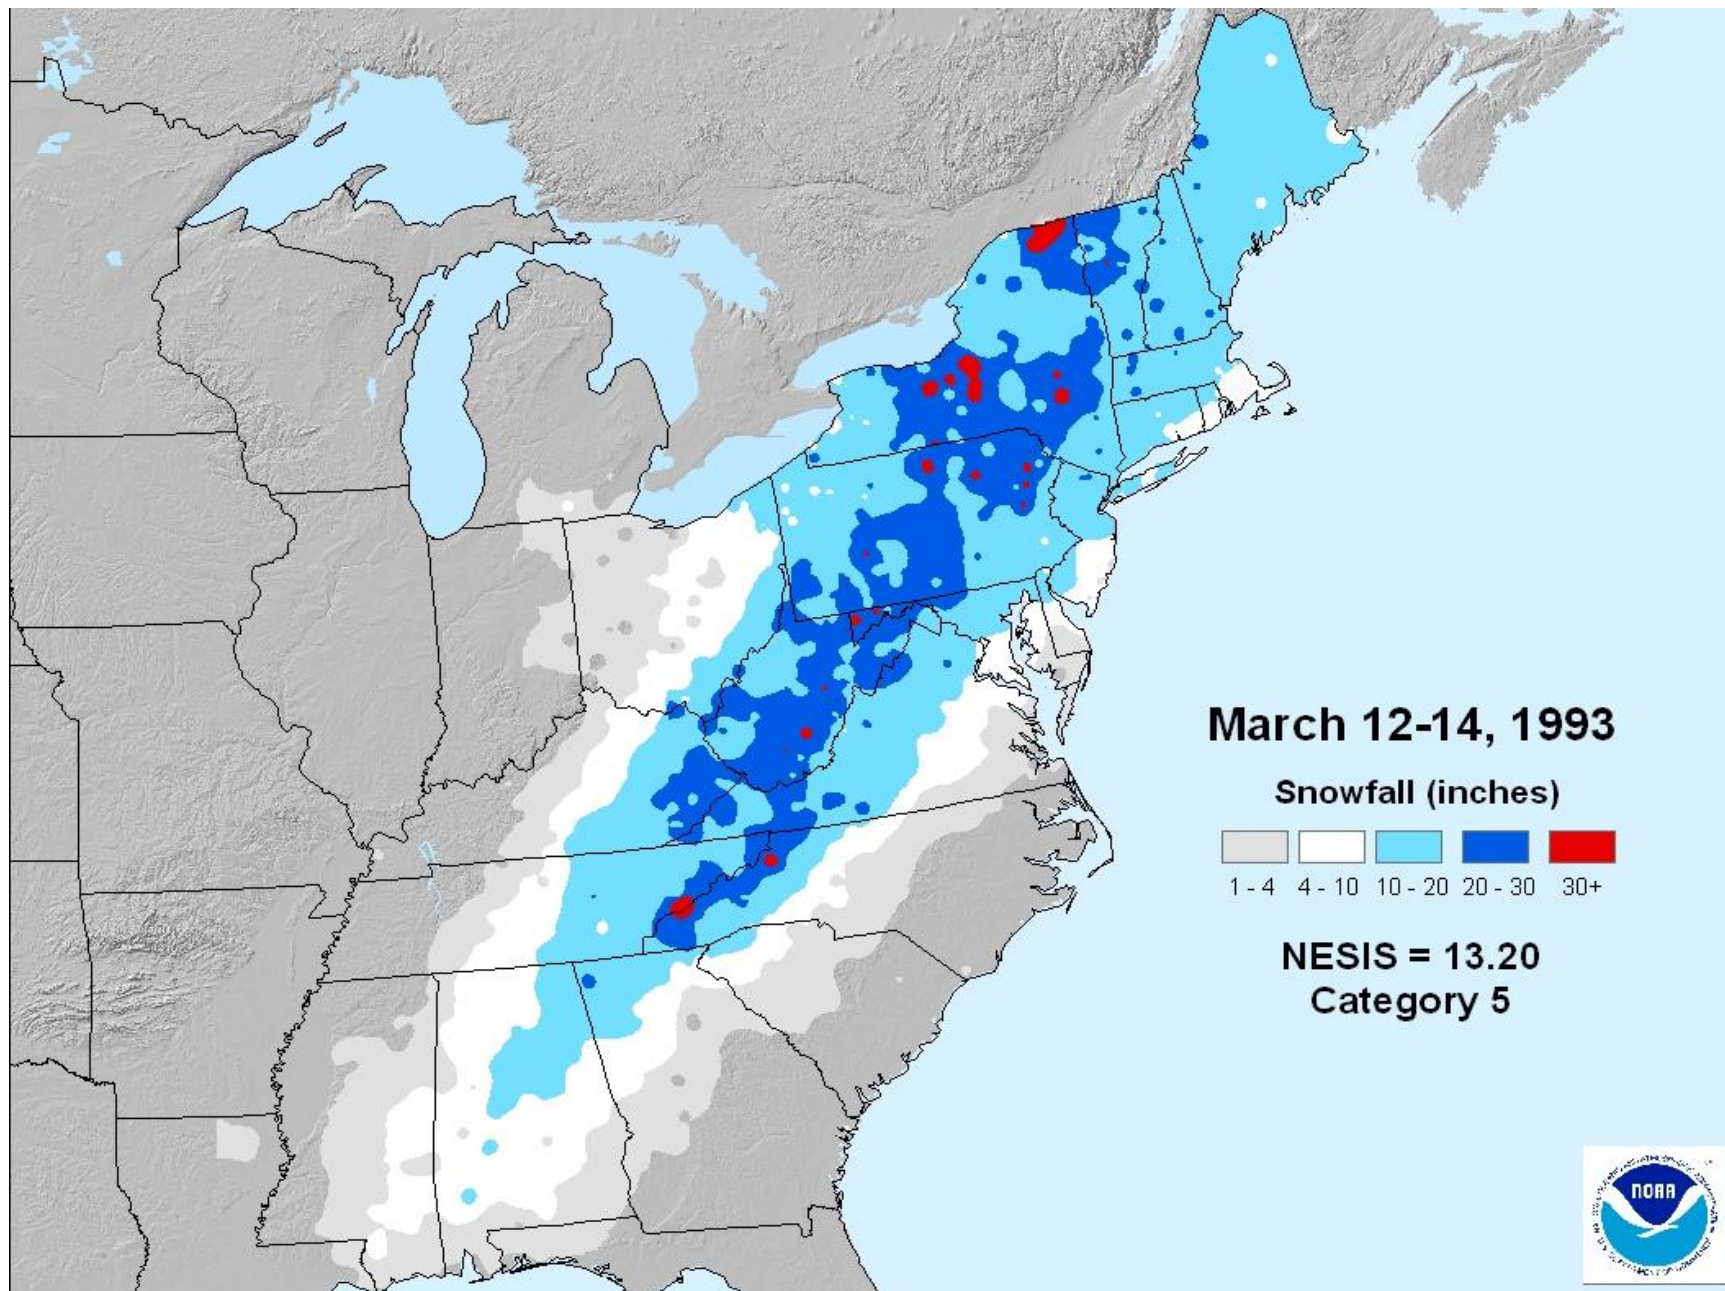 March 12-14, 1993
Snowfall (inches)
1 - 4 4 - 10 10 - 20 20 - 30 30+
NESIS = 13.20
Category 5
NOAA